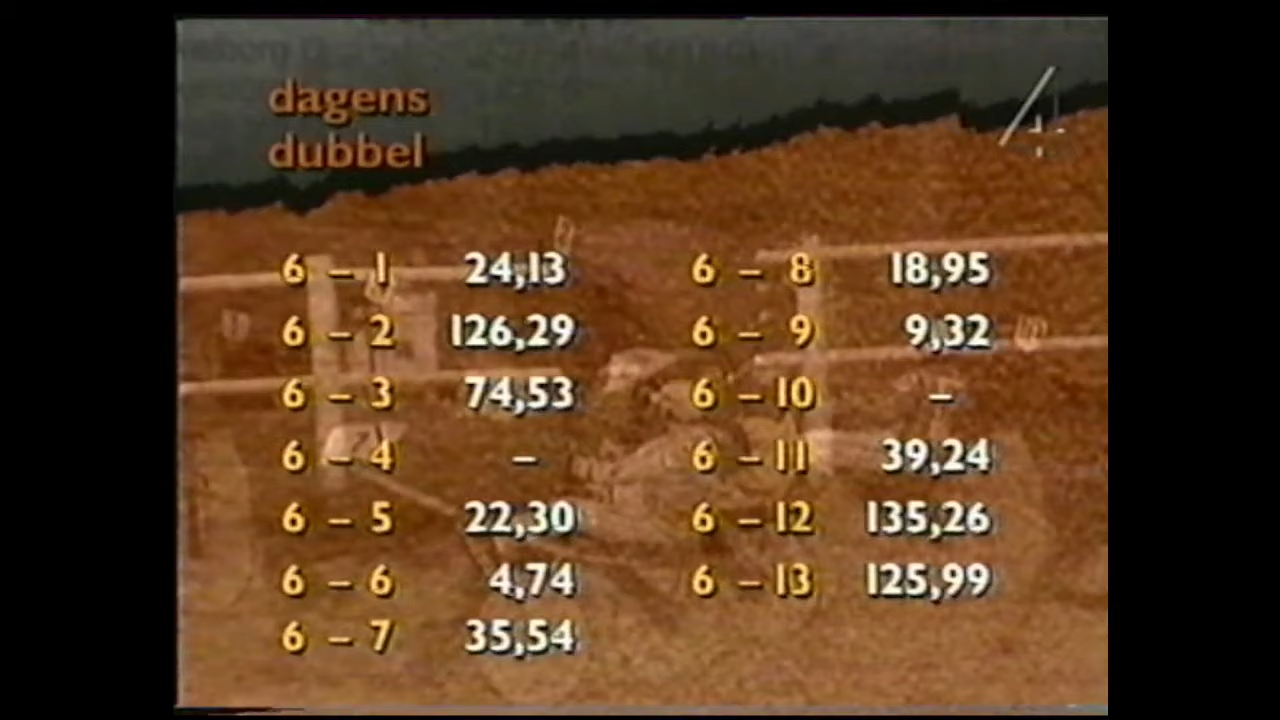 dagens
dubbel
6 – 1 24,13
6 – 2 126,29
6 – 3 74,53
6 – 4 –
6 – 5 22,30
6 – 6 4,74
6 – 7 35,54
6 – 8 18,95
6 – 9 9,32
6 – 10 –
6 – 11 39,24
6 – 12 135,26
6 – 13 125,99
4